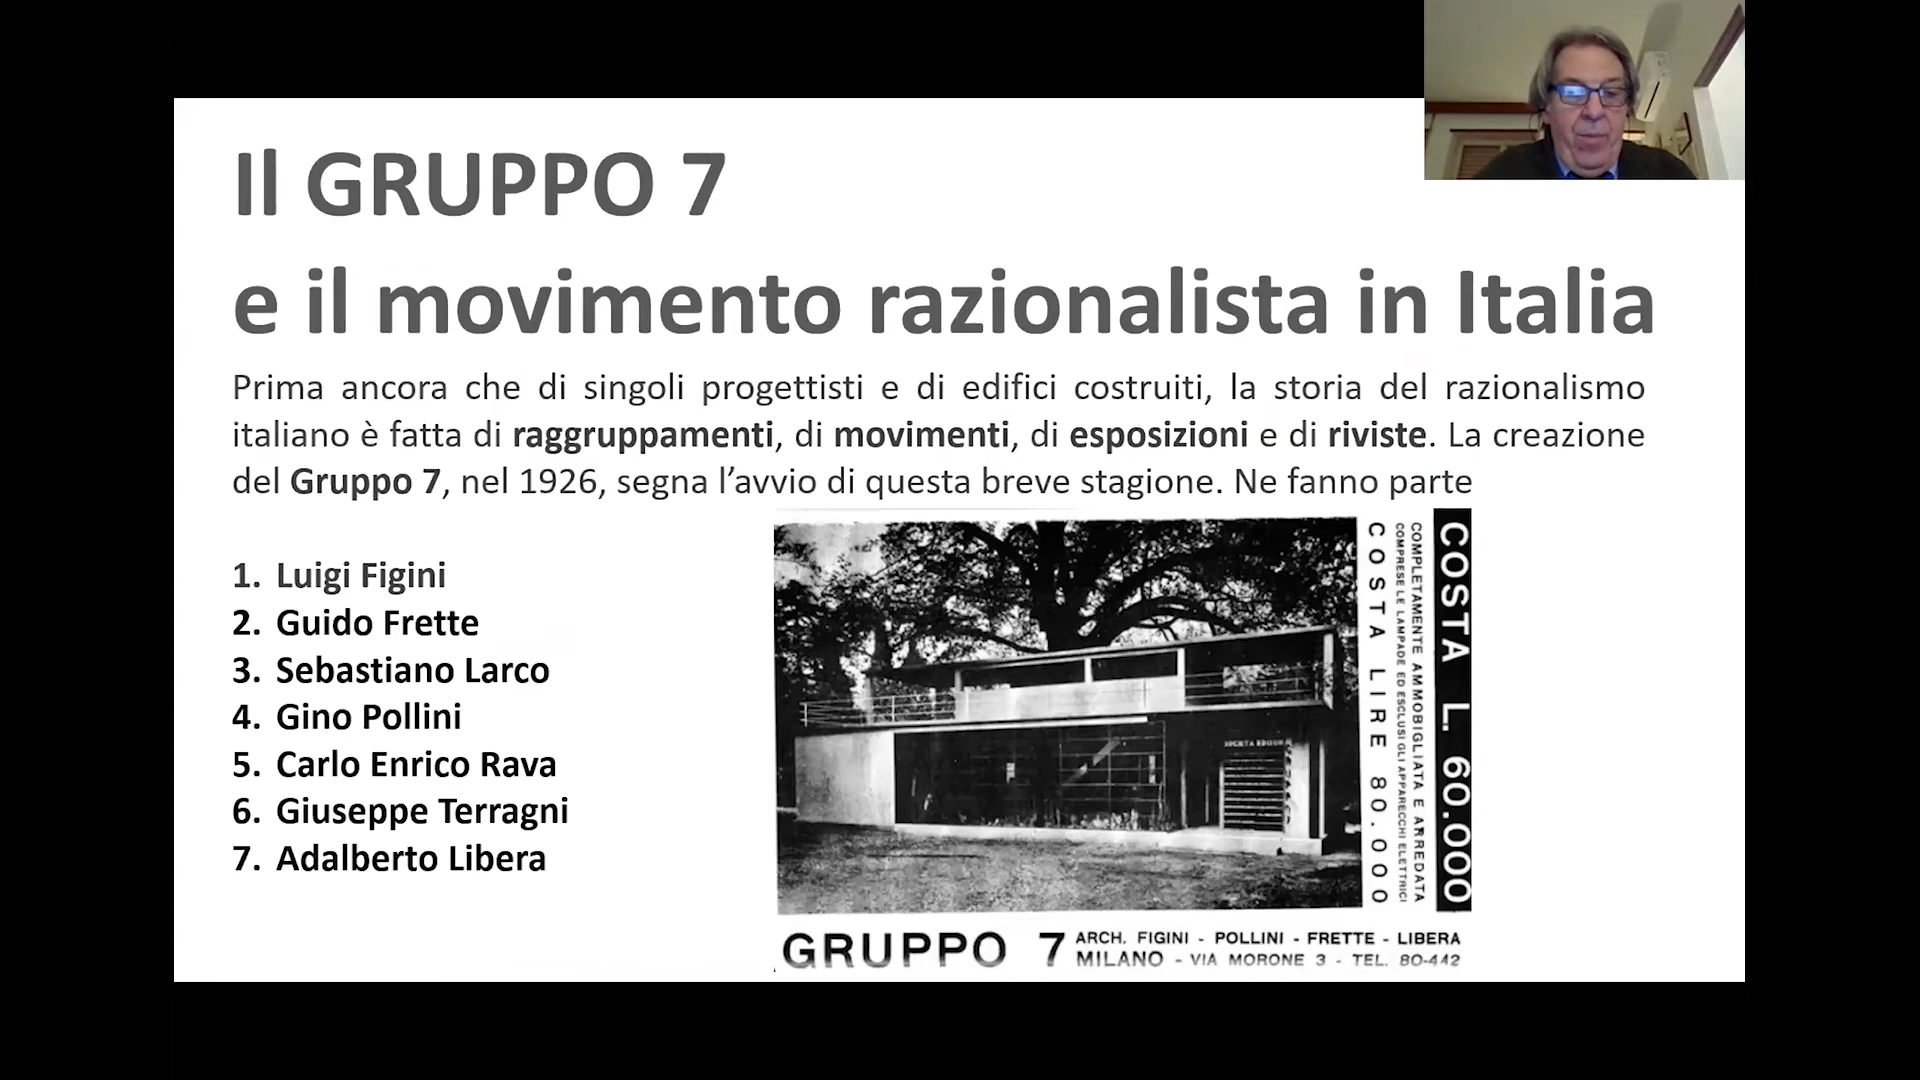 Il GRUPPO 7
e il movimento razionalista in Italia
Prima ancora che di singoli progettisti e di edifici costruiti, la storia del razionalismo
italiano è fatta di raggruppamenti, di movimenti, di esposizioni e di riviste. La creazione
del Gruppo 7, nel 1926, segna l’avvio di questa breve stagione. Ne fanno parte
1. Luigi Figini
2. Guido Frette
3. Sebastiano Larco
4. Gino Pollini
5. Carlo Enrico Rava
6. Giuseppe Terragni
7. Adalberto Libera
SOCIETA EDISON
COSTA LIRE 80.000
COMPLETAMENTE AMMOBIGLIATA E ARREDATA
COMPRESE LE LAMPADE ED ESCLUSI GLI APPARECCHI ELETTRICI
COSTA L. 60.000
GRUPPO 7
ARCH. FIGINI - POLLINI - FRETTE - LIBERA
MILANO - VIA MORONE 3 - TEL. 80-442